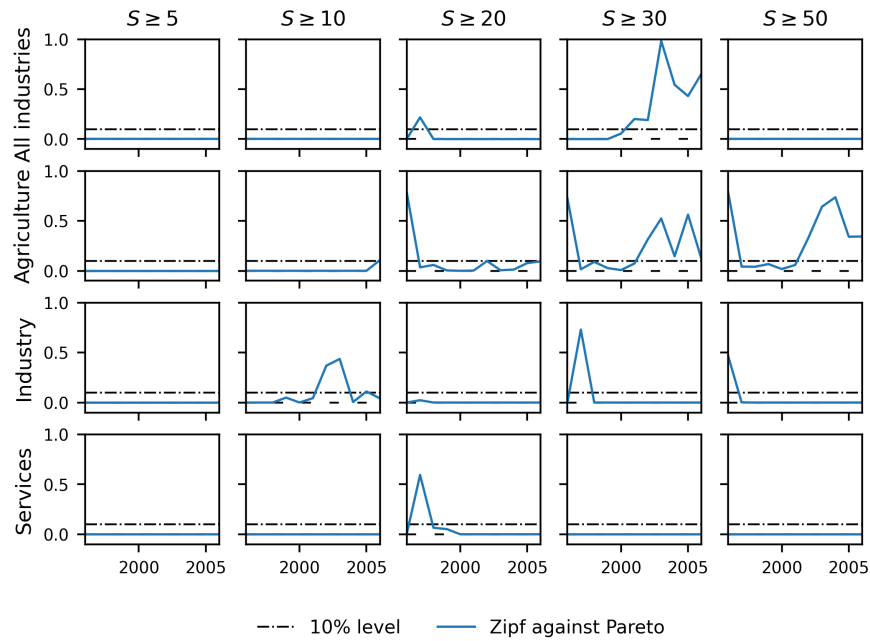 S ≥ 5 S ≥ 10 S ≥ 20 S ≥ 30 S ≥ 50
All industries
1.0
0.5
0.0
Agriculture
1.0
0.5
0.0
Industry
1.0
0.5
0.0
Services
1.0
0.5
0.0
2000 2005 2000 2005 2000 2005 2000 2005 2000 2005
10% level Zipf against Pareto